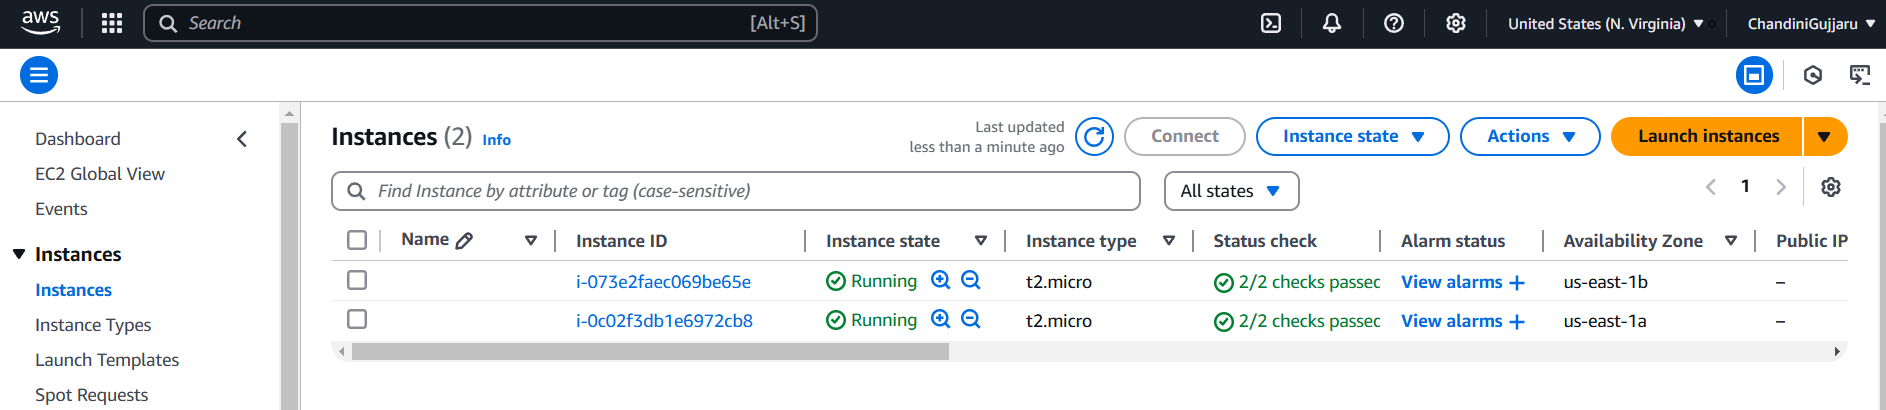 aws Search [Alt+S] United States (N. Virginia) ChandiniGujjaru
Dashboard
EC2 Global View
Events
Instances
Instances
Instance Types
Launch Templates
Spot Requests
Instances (2) Info
Last updated
less than a minute ago
Connect Instance state Actions Launch instances
Find Instance by attribute or tag (case-sensitive) All states 1
Name Instance ID Instance state Instance type Status check Alarm status Availability Zone Public IP
i-073e2faec069be65e Running t2.micro 2/2 checks passed View alarms + us-east-1b –
i-0c02f3db1e6972cb8 Running t2.micro 2/2 checks passed View alarms + us-east-1a –